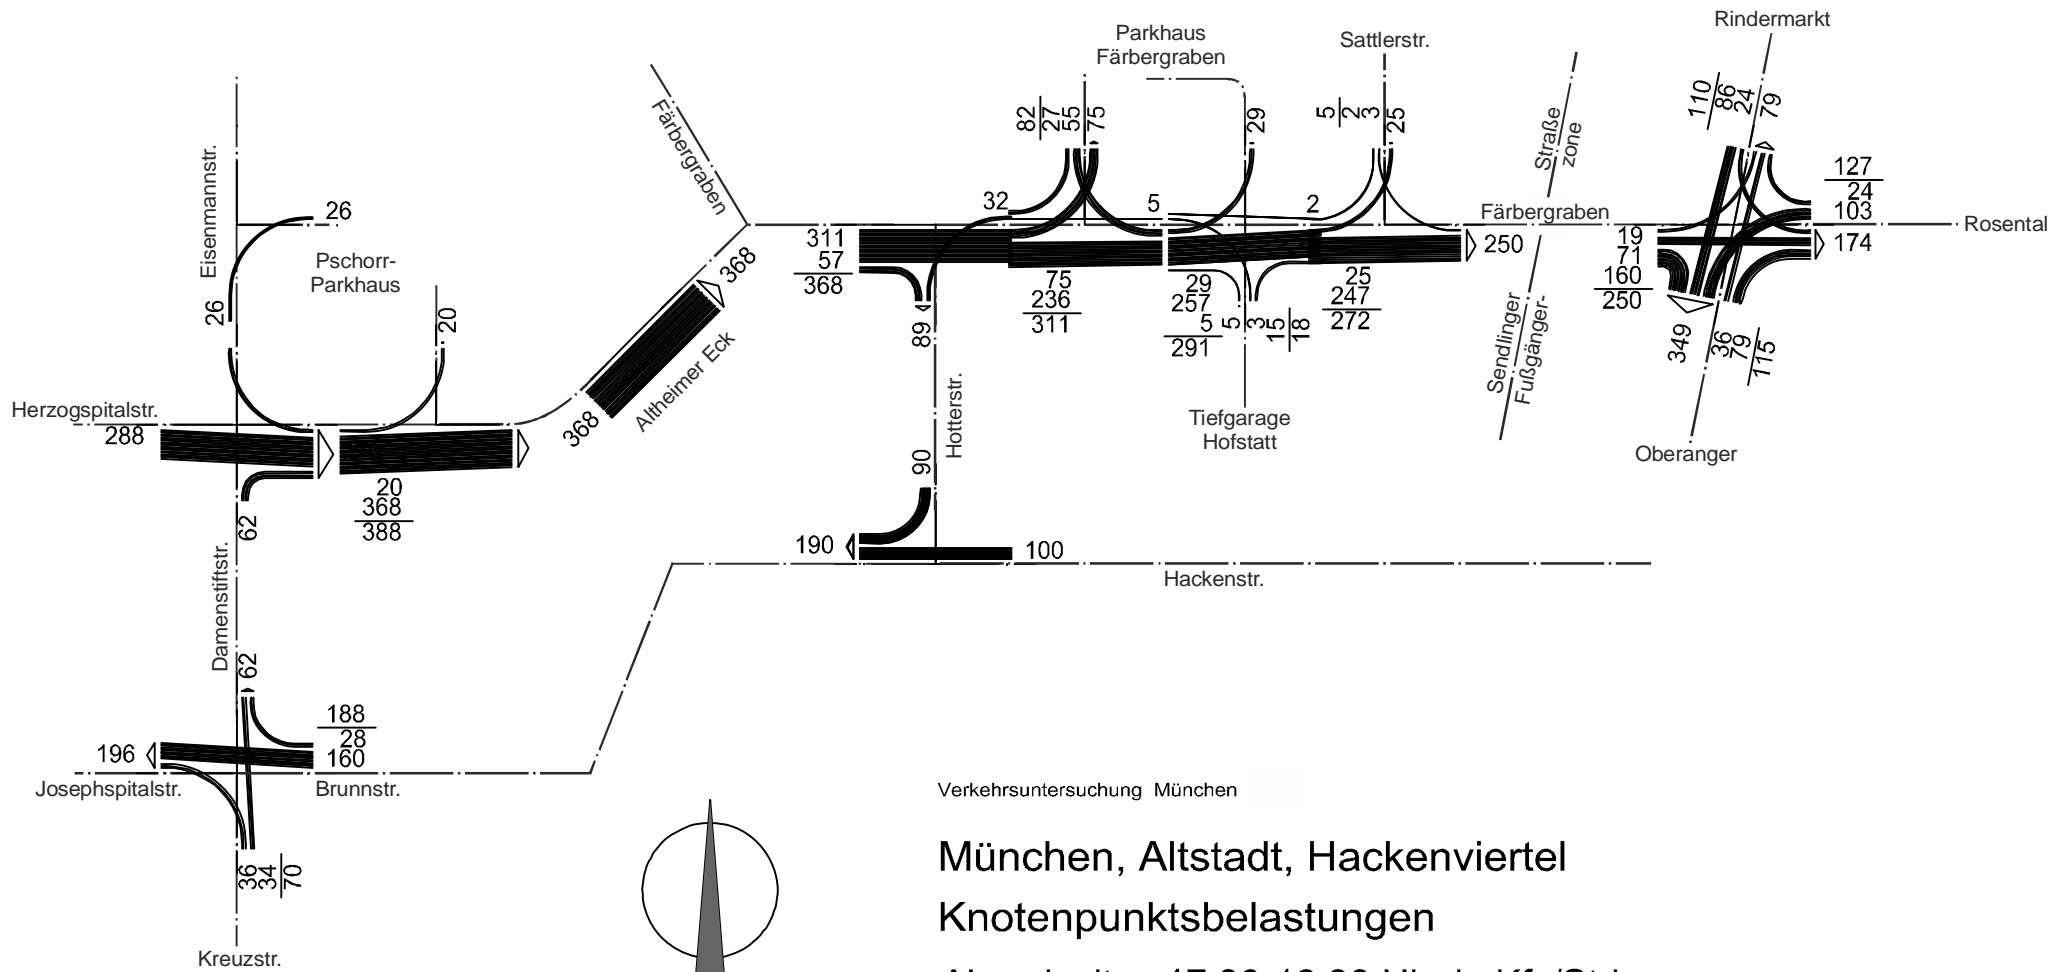 Rindermarkt
Parkhaus
Färbergraben
Sattlerstr.
Färbergraben
Eisenmannstr.
Straße
zone
110
86
24
79
82
27
55
75
29
5
2
3
25
127
24
103
174
Rosental
26
26
Pschorr-
Parkhaus
20
32
5
2
Färbergraben
311
57
368
250
19
71
160
250
368
368
Altheimer Eck
89
75
236
311
29
257
5
291
5
3
15
18
25
247
272
Sendlinger
Fußgänger-
349
36
79
115
Herzogspitalstr.
288
20
368
388
62
Hotterstr.
90
Tiefgarage
Hofstatt
Oberanger
Damenstiftstr.
190
100
Hackenstr.
62
188
28
160
196
Josephspitalstr.
Brunnstr.
36
34
70
Kreuzstr.
Verkehrsuntersuchung München
München, Altstadt, Hackenviertel
Knotenpunktsbelastungen